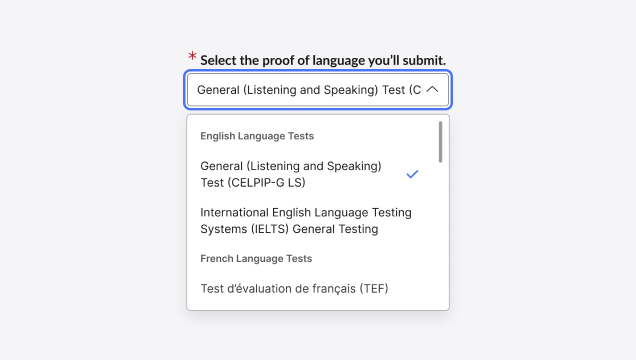 * Select the proof of language you’ll submit.
General (Listening and Speaking) Test (C
English Language Tests
General (Listening and Speaking)
Test (CELPIP-G LS)
International English Language Testing
Systems (IELTS) General Testing
French Language Tests
Test d’évaluation de français (TEF)